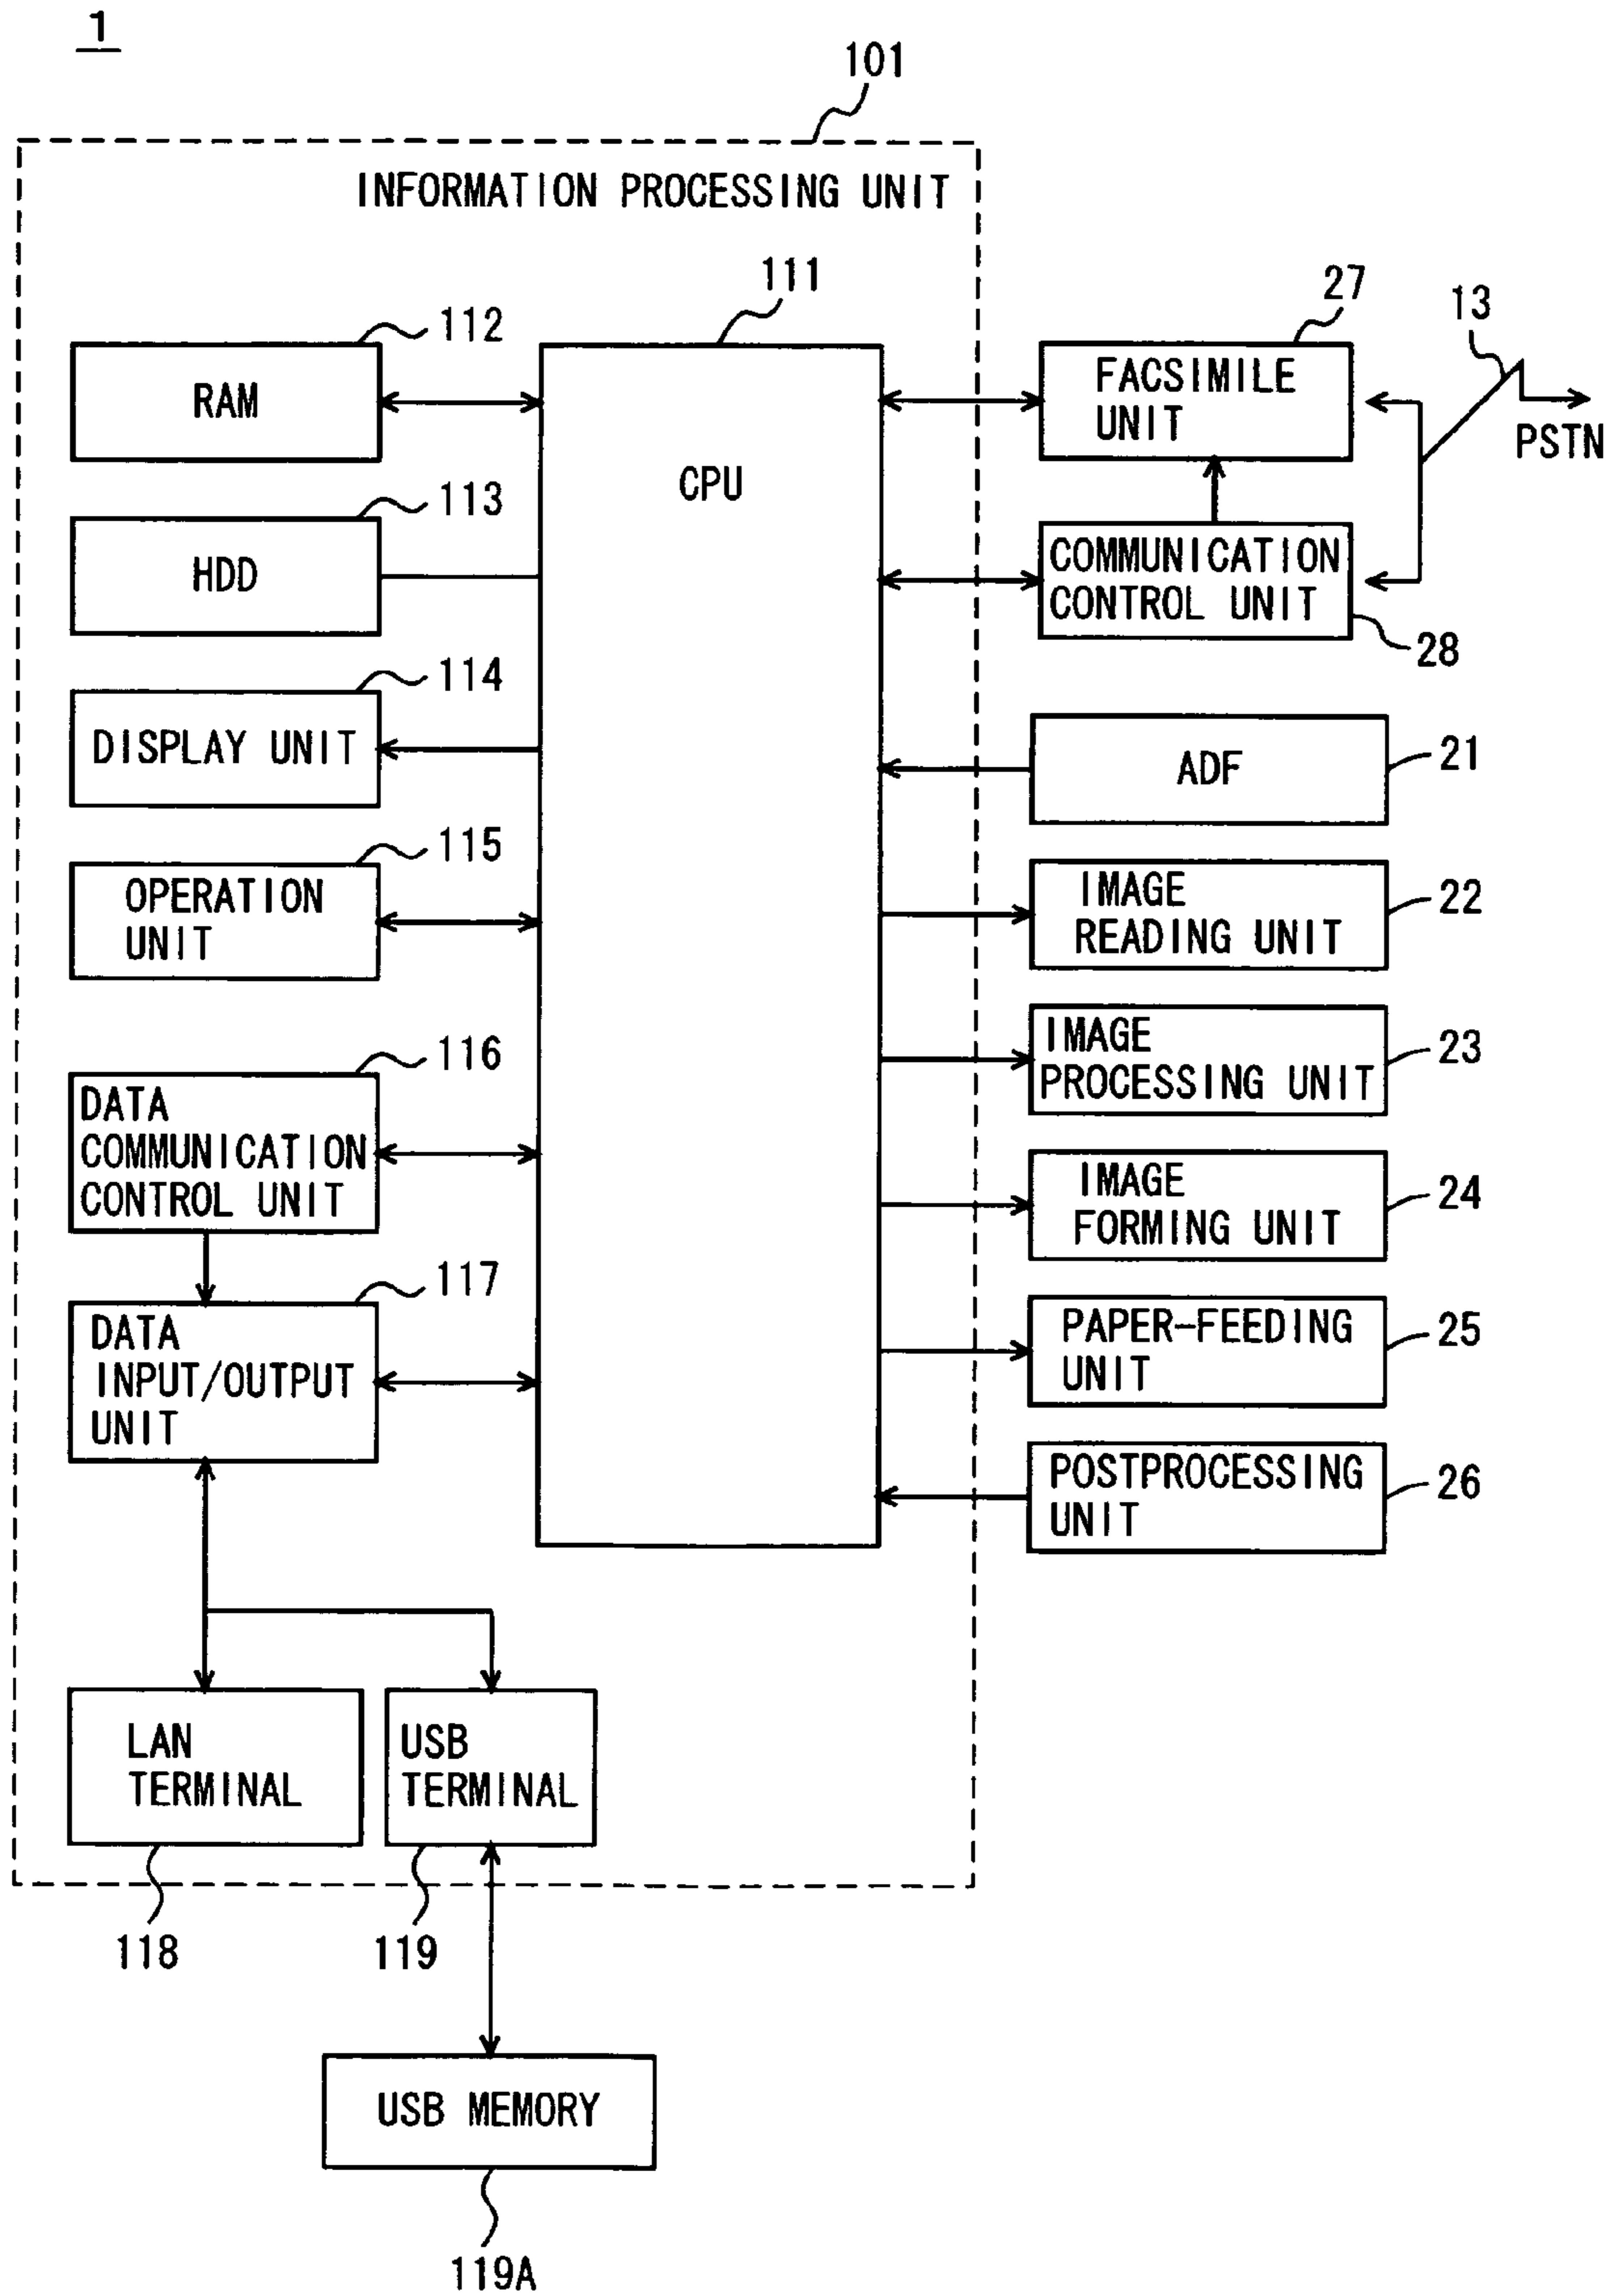 1
101
INFORMATION PROCESSING UNIT
111
CPU
112
RAM
113
HDD
114
DISPLAY UNIT
115
OPERATION
UNIT
116
DATA
COMMUNICATION
CONTROL UNIT
117
DATA
INPUT/OUTPUT
UNIT
LAN
TERMINAL
118
USB
TERMINAL
119
USB MEMORY
119A
27
FACSIMILE
UNIT
13
PSTN
COMMUNICATION
CONTROL UNIT
28
ADF
21
IMAGE
READING UNIT
22
IMAGE
PROCESSING UNIT
23
IMAGE
FORMING UNIT
24
PAPER-FEEDING
UNIT
25
POSTPROCESSING
UNIT
26